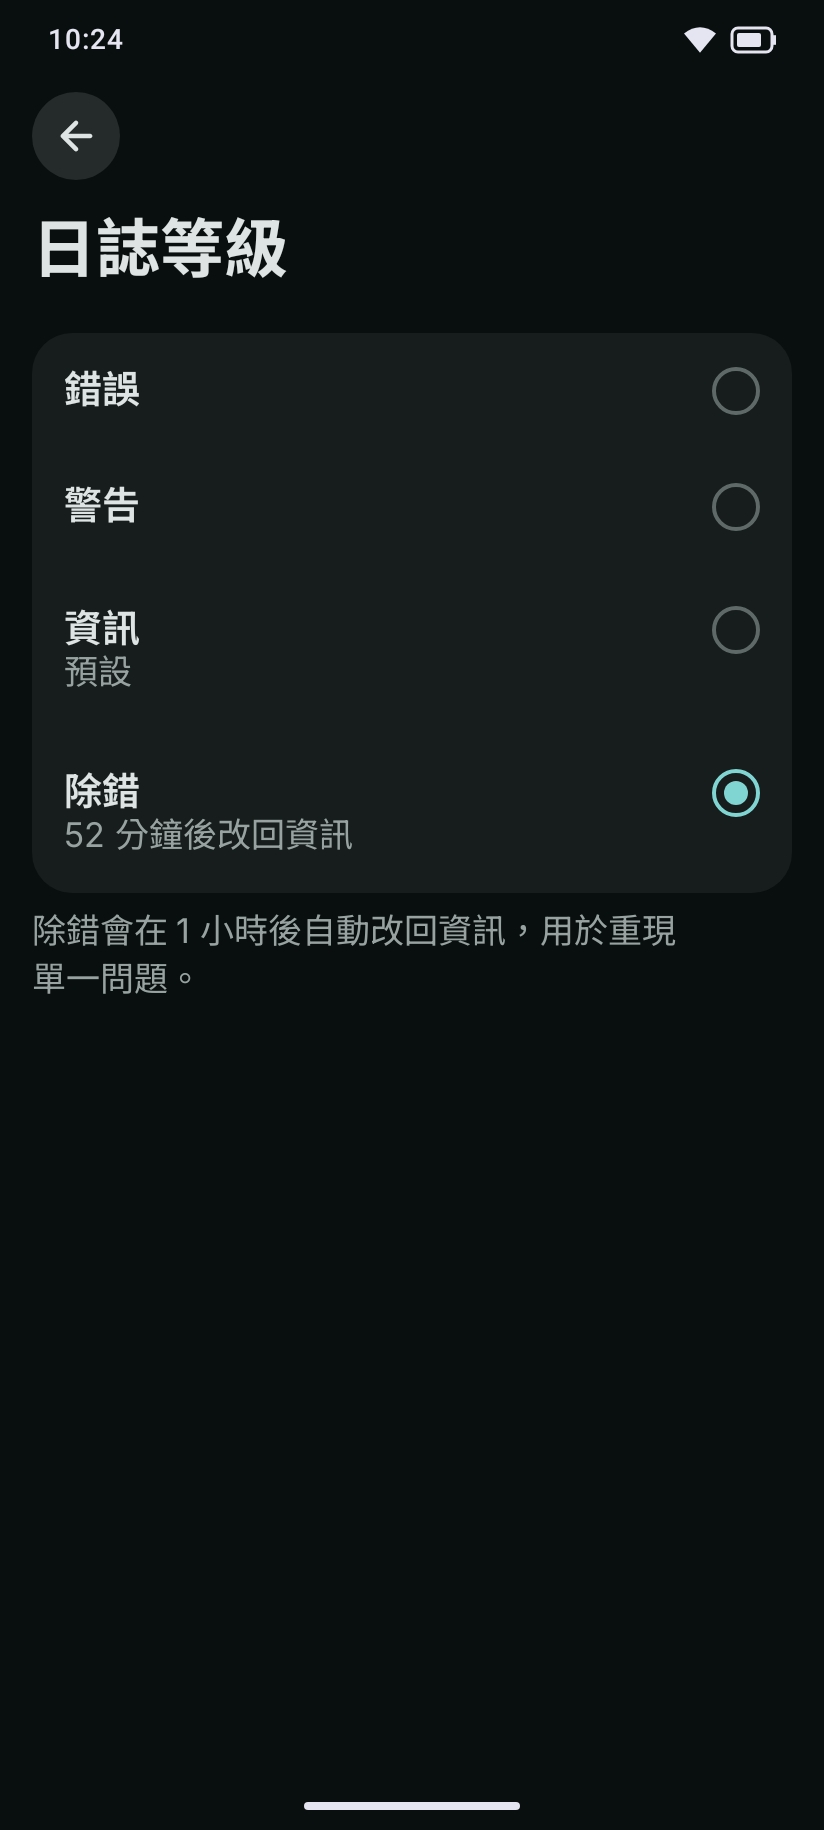 10:24
日誌等級
錯誤
警告
資訊
預設
除錯
52 分鐘後改回資訊
除錯會在 1 小時後自動改回資訊，用於重現
單一問題。